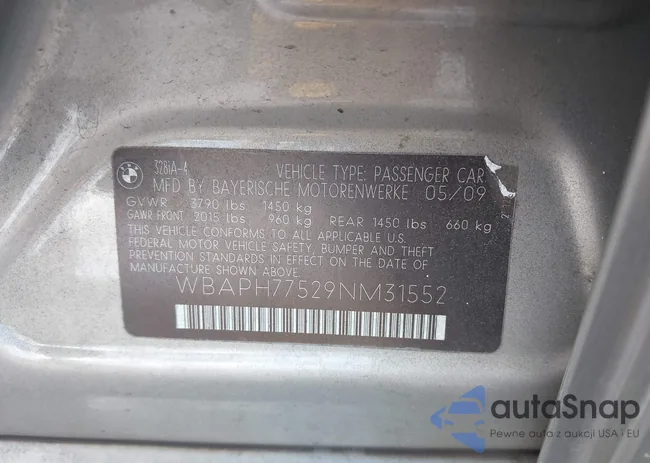 328iA-4 VEHICLE TYPE: PASSENGER CAR
MFD BY BAYERISCHE MOTORENWERKE 05/09
GVWR 3790 lbs 1450 kg
GAWR FRONT 2015 lbs 960 kg REAR 1450 lbs 660 kg
THIS VEHICLE CONFORMS TO ALL APPLICABLE U.S.
FEDERAL MOTOR VEHICLE SAFETY, BUMPER AND THEFT
PREVENTION STANDARDS IN EFFECT ON THE DATE OF
MANUFACTURE SHOWN ABOVE.
WBAPH77529NM31552
autaSnap
Pewne auta z aukcji USA i EU